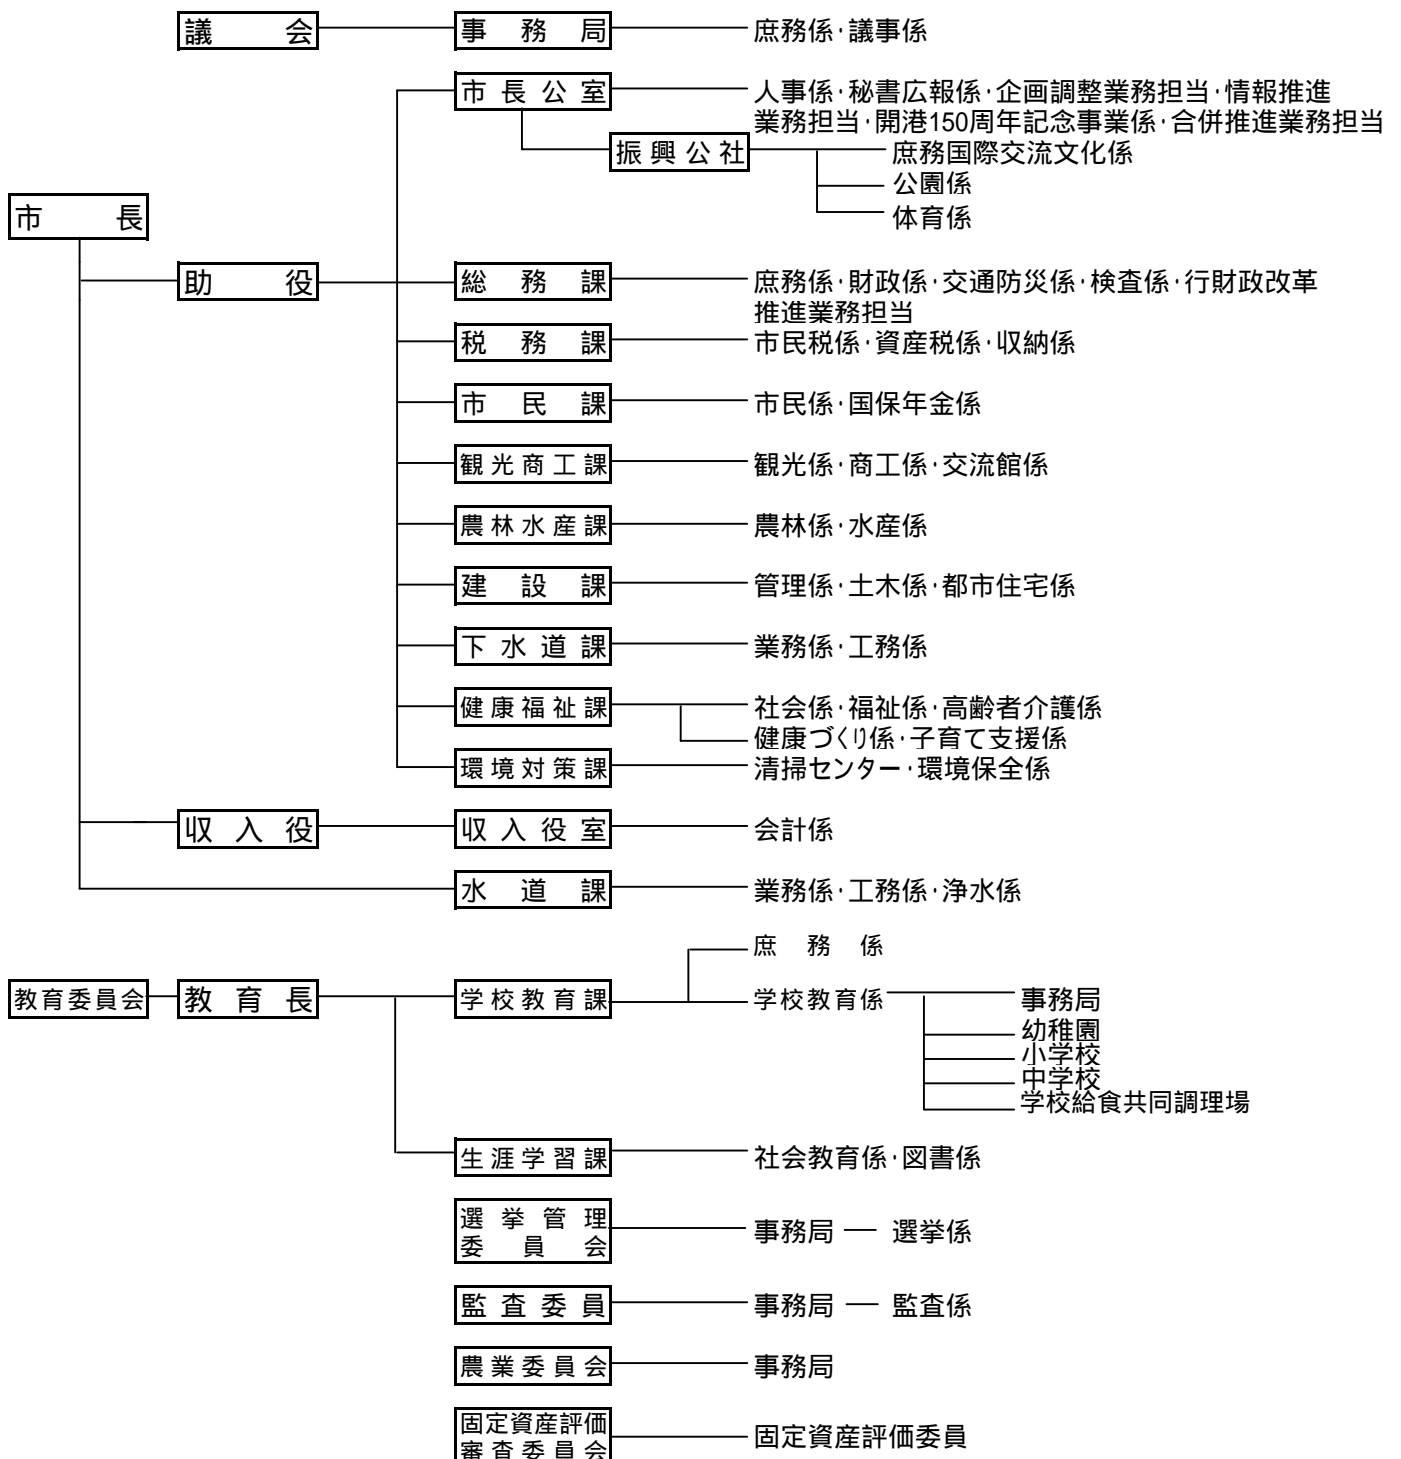 議会 事務局 庶務係・議事係
市長公室 人事係・秘書広報係・企画調整業務担当・情報推進
業務担当・開港150周年記念事業係・合併推進業務担当
振興公社 庶務国際交流文化係
公園係
市長
体育係
助役 総務課 庶務係・財政係・交通防災係・検査係・行財政改革
推進業務担当
税務課 市民税係・資産税係・収納係
市民課 市民係・国保年金係
観光商工課 観光係・商工係・交流館係
農林水産課 農林係・水産係
建設課 管理係・土木係・都市住宅係
下水道課 業務係・工務係
健康福祉課 社会係・福祉係・高齢者介護係
健康づくり係・子育て支援係
環境対策課 清掃センター・環境保全係
収入役 収入役室 会計係
水道課 業務係・工務係・浄水係
庶務係
教育委員会 教育長 学校教育課 学校教育係 事務局
幼稚園
小学校
中学校
学校給食共同調理場
生涯学習課 社会教育係・図書係
選挙管理
委員会 事務局 ― 選挙係
監査委員 事務局 ― 監査係
農業委員会 事務局
固定資産評価
審査委員会 固定資産評価委員